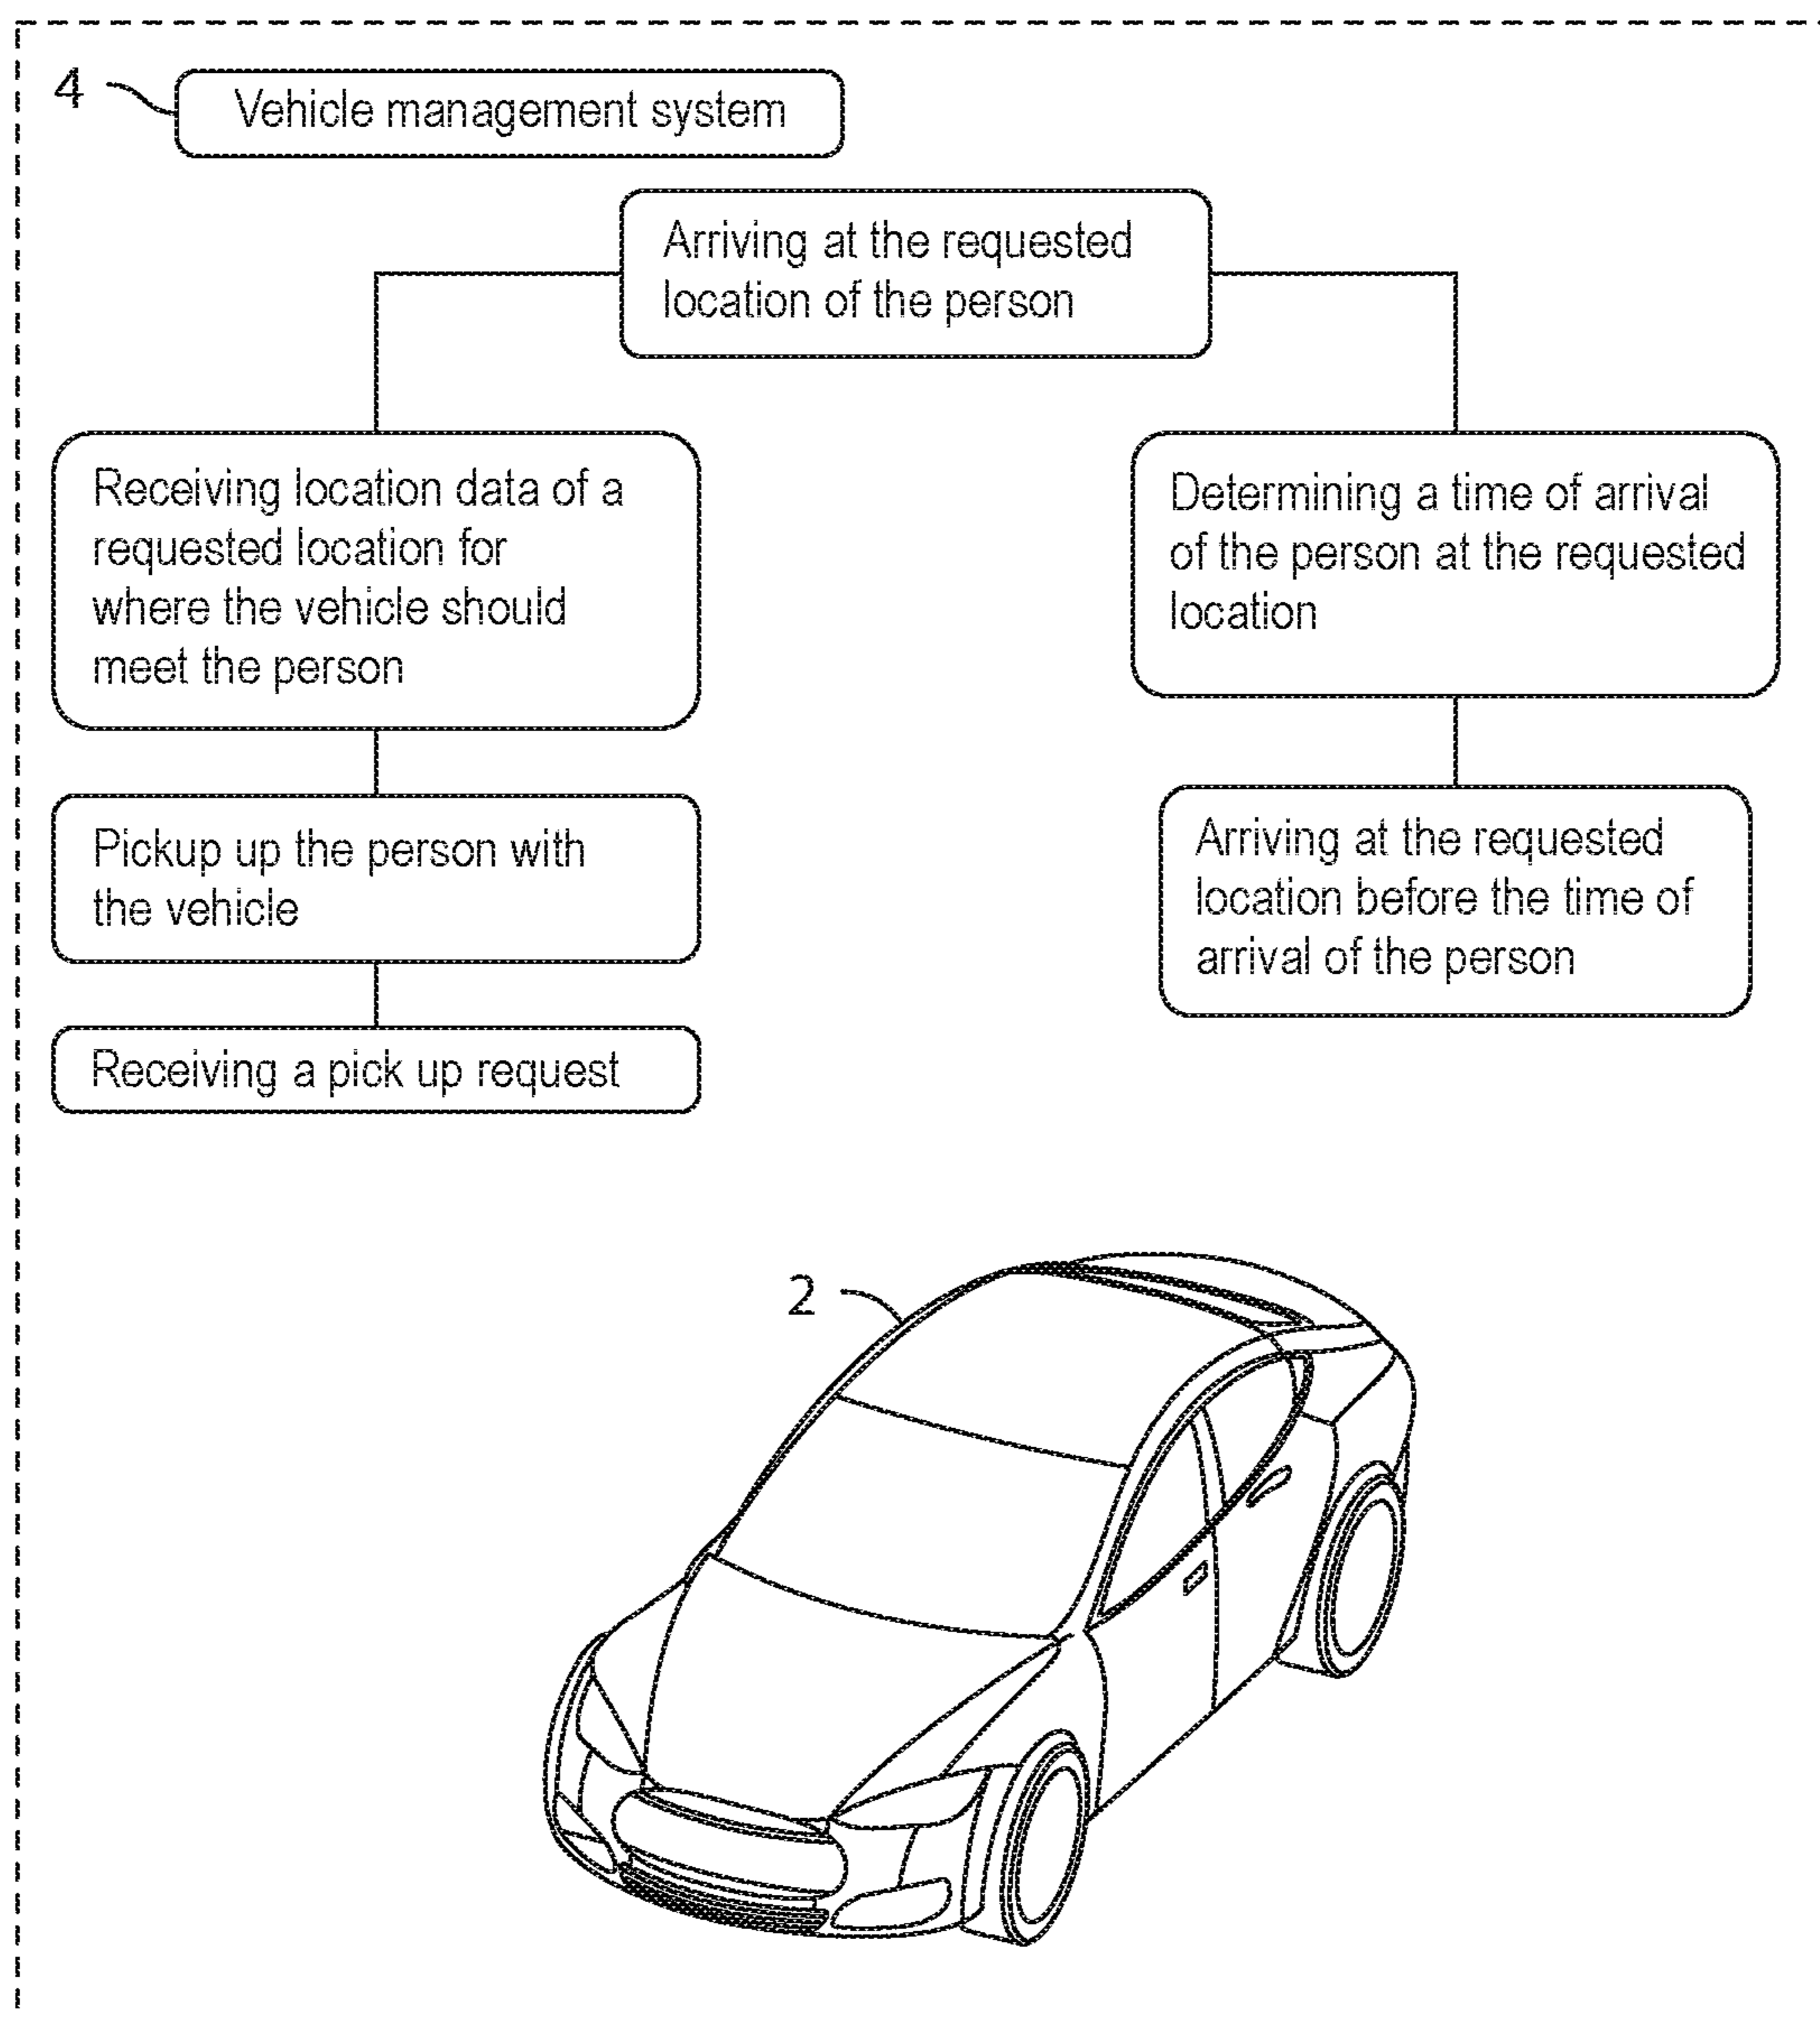 4
Vehicle management system
Arriving at the requested
location of the person
Receiving location data of a
requested location for
where the vehicle should
meet the person
Determining a time of arrival
of the person at the requested
location
Pickup up the person with
the vehicle
Arriving at the requested
location before the time of
arrival of the person
Receiving a pick up request
2